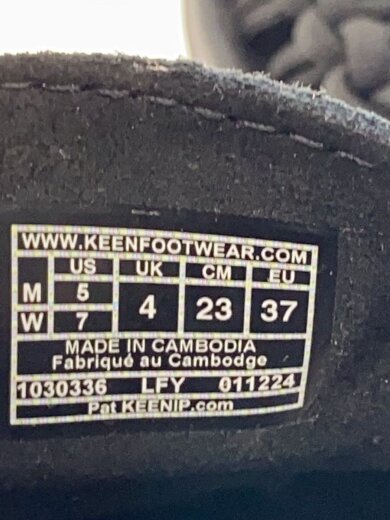 WWW.KEENFOOTWEAR.COM
US UK CM EU
M 5 4 23 37
W 7
MADE IN CAMBODIA
Fabriqué au Cambodge
1030336 LFY 011224
Pat KEENIP.com